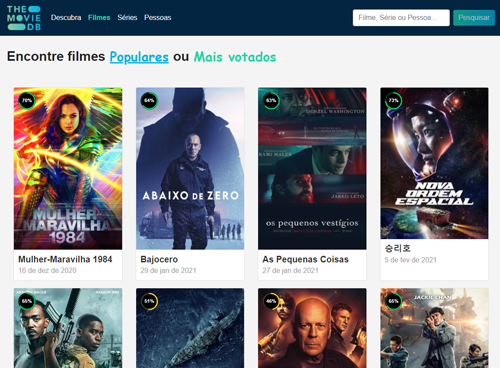 THE
MOVIE
DB
Descubra Filmes Séries Pessoas
Filme, Série ou Pessoa...
Pesquisar
Encontre filmes Populares ou Mais votados
70%
64%
63%
73%
MULHER
MARAVILHA
1984
ABAIXO DE ZERO
DENZEL WASHINGTON
RAMI MALEK
JARED LETO
os pequenos vestígios
NOVA
ORDEM
ESPACIAL
Mulher-Maravilha 1984
16 de dez de 2020
Bajocero
29 de jan de 2021
As Pequenas Coisas
27 de jan de 2021
승리호
5 de fev de 2021
65%
51%
46%
65%
JACKIE CHAN